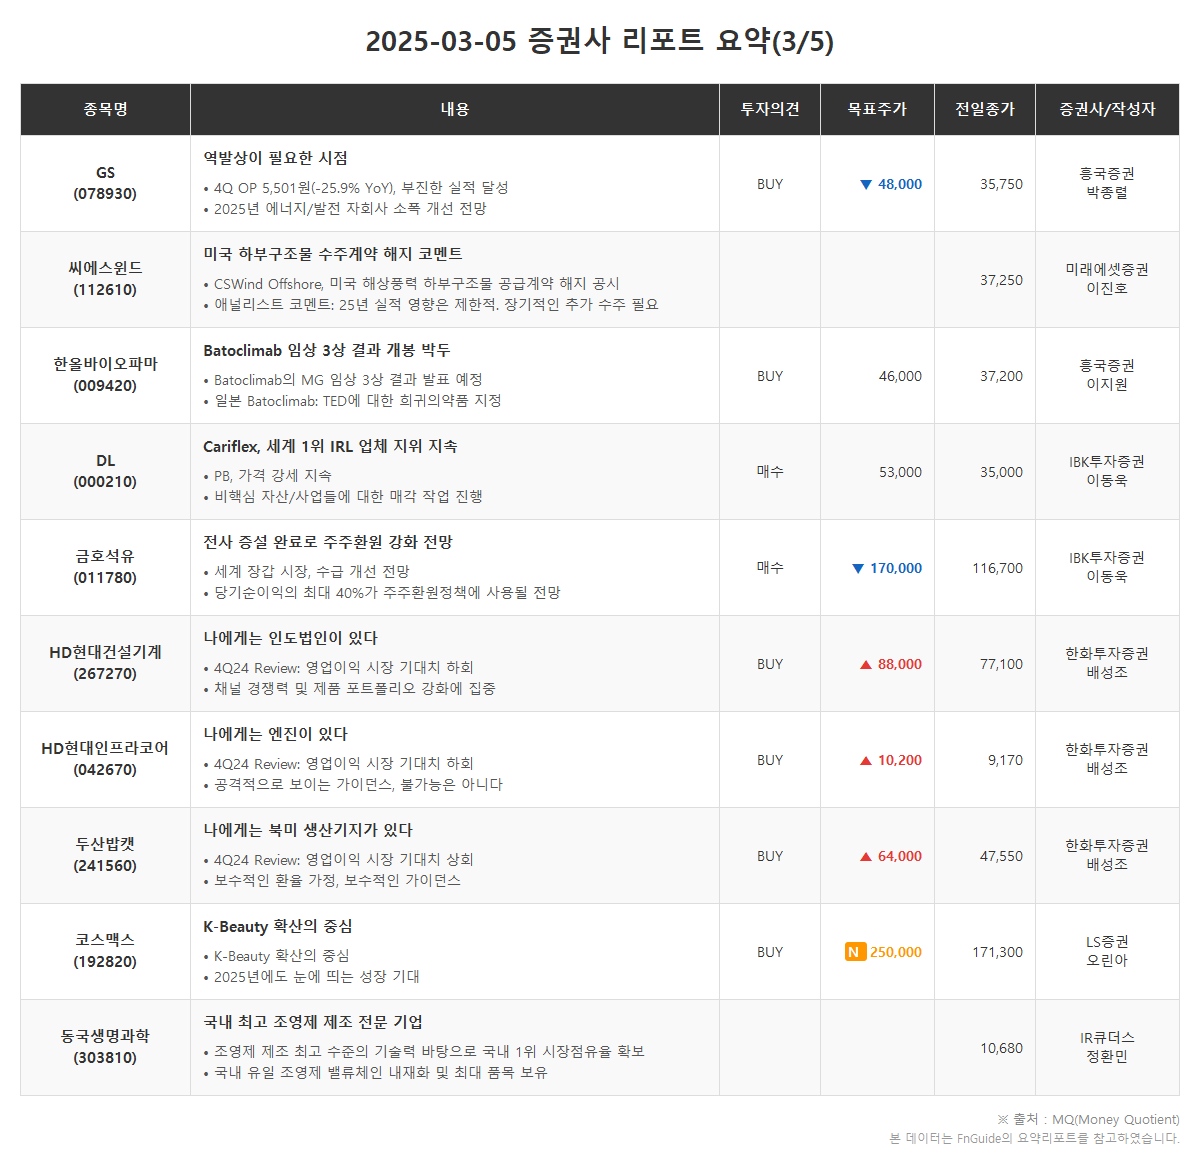 2025-03-05 증권사 리포트 요약(3/5)
종목명 내용 투자의견 목표주가 전일종가 증권사/작성자
GS
(078930)
역발상이 필요한 시점
• 4Q OP 5,501원(-25.9% YoY), 부진한 실적 달성
• 2025년 에너지/발전 자회사 소폭 개선 전망
BUY
▼ 48,000
35,750
흥국증권
박종렬
씨에스윈드
(112610)
미국 하부구조물 수주계약 해지 코멘트
• CSWind Offshore, 미국 해상풍력 하부구조물 공급계약 해지 공시
• 애널리스트 코멘트: 25년 실적 영향은 제한적. 장기적인 추가 수주 필요
37,250
미래에셋증권
이진호
한올바이오파마
(009420)
Batoclimab 임상 3상 결과 개봉 박두
• Batoclimab의 MG 임상 3상 결과 발표 예정
• 일본 Batoclimab: TED에 대한 희귀의약품 지정
BUY
46,000
37,200
흥국증권
이지원
DL
(000210)
Cariflex, 세계 1위 IRL 업체 지위 지속
• PB, 가격 강세 지속
• 비핵심 자산/사업들에 대한 매각 작업 진행
매수
53,000
35,000
IBK투자증권
이동욱
금호석유
(011780)
전사 증설 완료로 주주환원 강화 전망
• 세계 장갑 시장, 수급 개선 전망
• 당기순이익의 최대 40%가 주주환원정책에 사용될 전망
매수
▼ 170,000
116,700
IBK투자증권
이동욱
HD현대건설기계
(267270)
나에게는 인도법인이 있다
• 4Q24 Review: 영업이익 시장 기대치 하회
• 채널 경쟁력 및 제품 포트폴리오 강화에 집중
BUY
▲ 88,000
77,100
한화투자증권
배성조
HD현대인프라코어
(042670)
나에게는 엔진이 있다
• 4Q24 Review: 영업이익 시장 기대치 하회
• 공격적으로 보이는 가이던스, 불가능은 아니다
BUY
▲ 10,200
9,170
한화투자증권
배성조
두산밥캣
(241560)
나에게는 북미 생산기지가 있다
• 4Q24 Review: 영업이익 시장 기대치 상회
• 보수적인 환율 가정, 보수적인 가이던스
BUY
▲ 64,000
47,550
한화투자증권
배성조
코스맥스
(192820)
K-Beauty 확산의 중심
• K-Beauty 확산의 중심
• 2025년에도 눈에 띄는 성장 기대
BUY
N 250,000
171,300
LS증권
오린아
동국생명과학
(303810)
국내 최고 조영제 제조 전문 기업
• 조영제 제조 최고 수준의 기술력 바탕으로 국내 1위 시장점유율 확보
• 국내 유일 조영제 밸류체인 내재화 및 최대 품목 보유
10,680
IR큐더스
정환민
※ 출처 : MQ(Money Quotient)
본 데이터는 FnGuide의 요약리포트를 참고하였습니다.